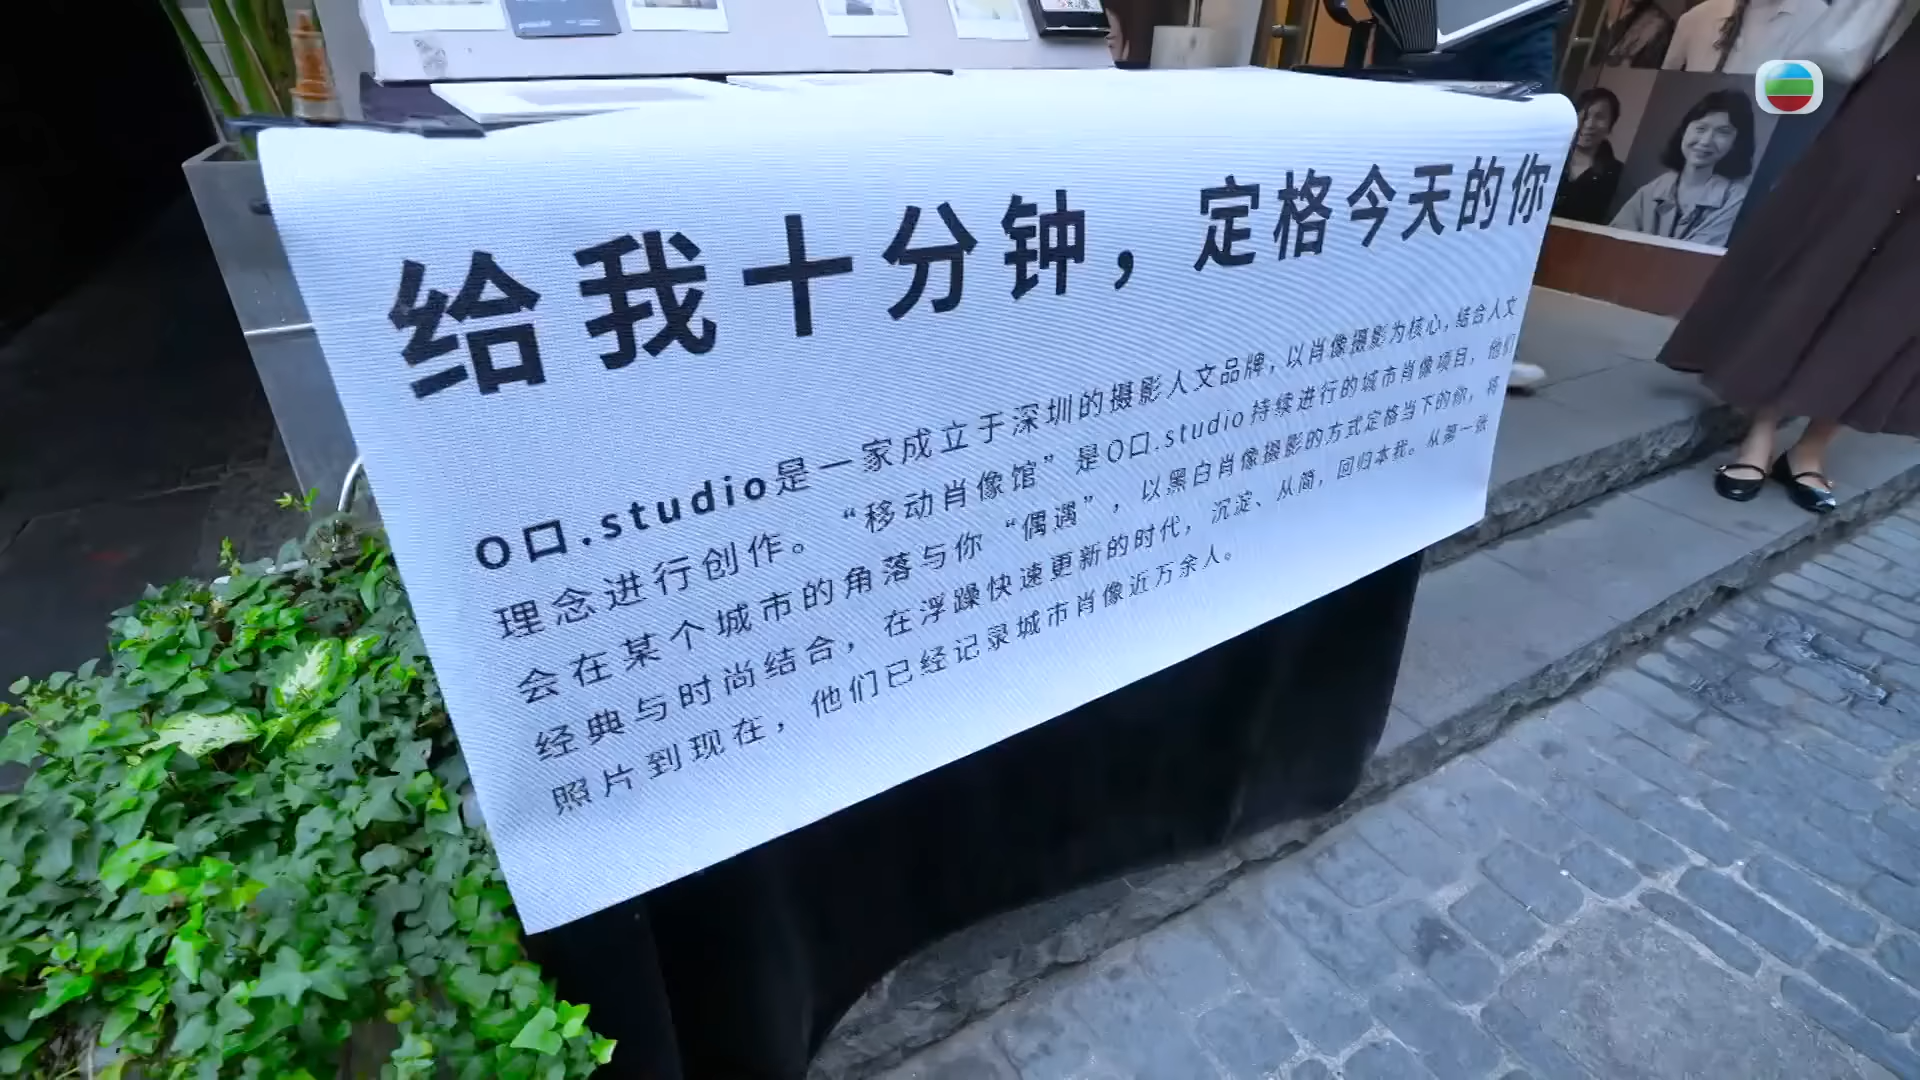 给我十分钟，定格今天的你
O口.studio是一家成立于深圳的摄影人文品牌，以肖像摄影为核心，结合人文
理念进行创作。“移动肖像馆”是O口.studio持续进行的城市肖像项目，他们
会在某个城市的角落与你“偶遇”，以黑白肖像摄影的方式定格当下的你，将
经典与时尚结合，在浮躁快速更新的时代，沉淀、从简，回归本我。从第一张
照片到现在，他们已经记录城市肖像近万余人。